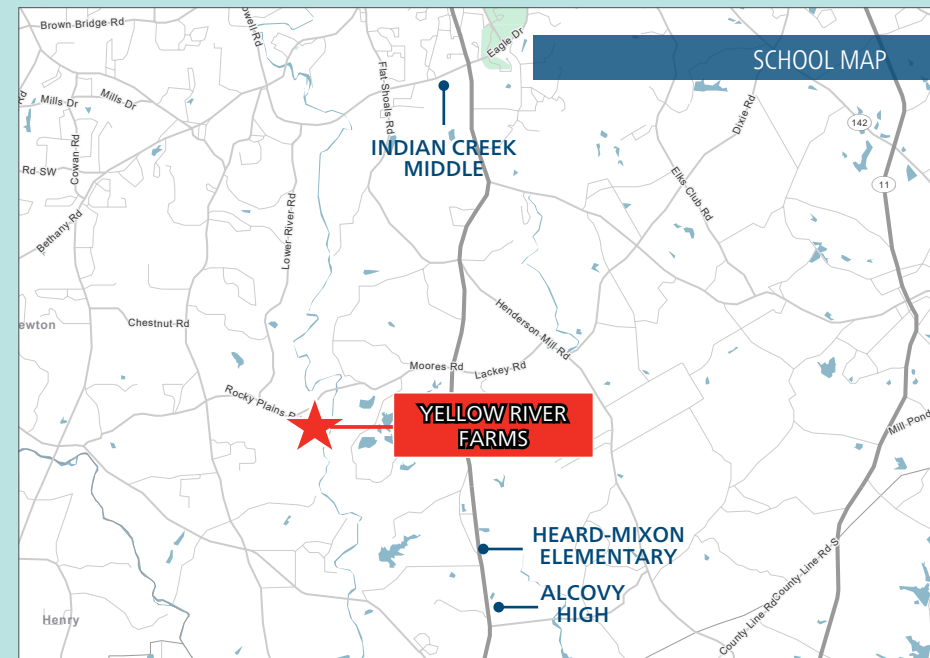 Brown Bridge Rd
Eagle Dr
SCHOOL MAP
Flat Shoals Rd
Mills Dr
Mills Dr
Dixie Rd
142
INDIAN CREEK
MIDDLE
Cowan Rd
Rd SW
11
Elks Club Rd
Bethany Rd
Lower River Rd
Henderson Mill Rd
Chestnut Rd
Moores Rd
Lackey Rd
Rocky Plains
YELLOW RIVER
FARMS
Mill Pond
HEARD-MIXON
ELEMENTARY
ALCOVY
HIGH
County Line Rd S
County Line Rd
Henry